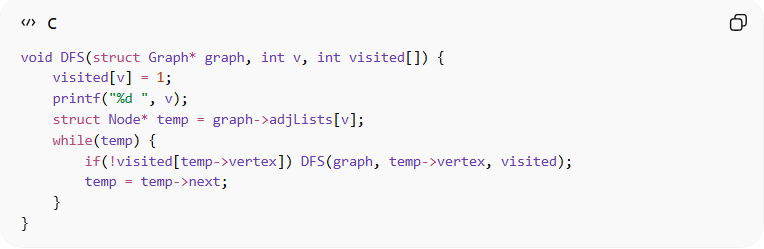 </> C
void DFS(struct Graph* graph, int v, int visited[]) {
    visited[v] = 1;
    printf("%d ", v);
    struct Node* temp = graph->adjLists[v];
    while(temp) {
        if(!visited[temp->vertex]) DFS(graph, temp->vertex, visited);
        temp = temp->next;
    }
}